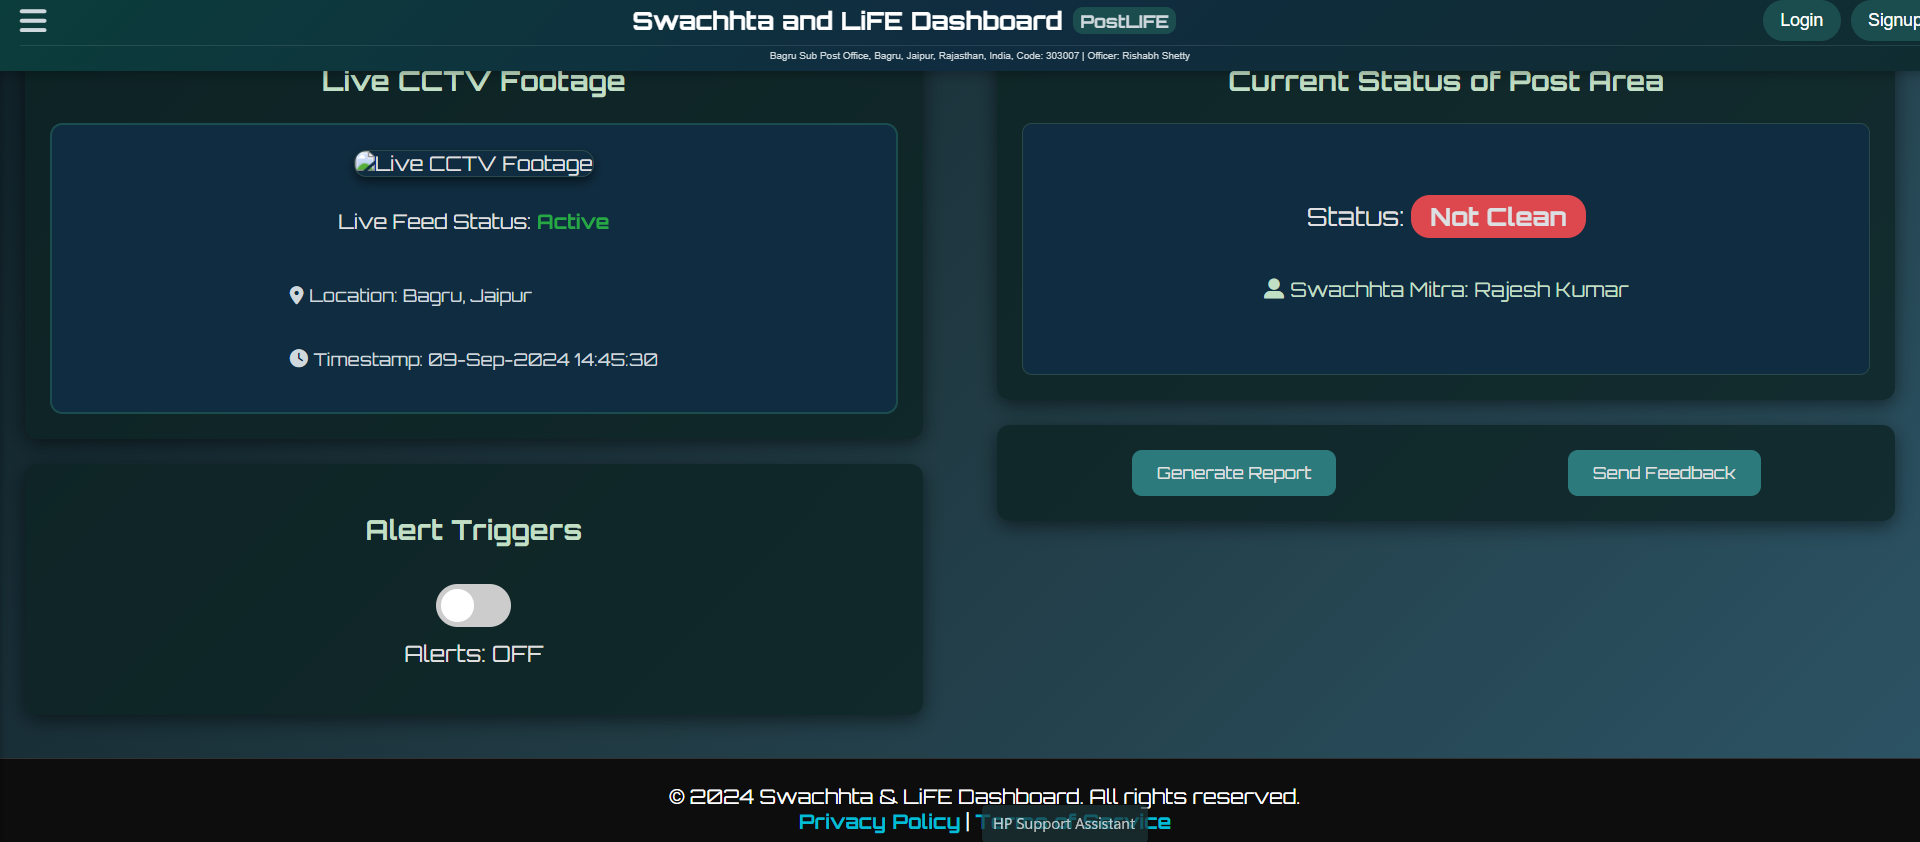 Swachhta and LiFE Dashboard PostLIFE
Login
Signup
Bagru Sub Post Office, Bagru, Jaipur, Rajasthan, India, Code: 303007 | Officer: Rishabh Shetty
Live CCTV Footage
Live CCTV Footage
Live Feed Status: Active
Location: Bagru, Jaipur
Timestamp: 09-Sep-2024 14:45:30
Alert Triggers
Alerts: OFF
Current Status of Post Area
Status: Not Clean
Swachhta Mitra: Rajesh Kumar
Generate Report
Send Feedback
© 2024 Swachhta & LiFE Dashboard. All rights reserved.
Privacy Policy | Terms of Service
HP Support Assistant